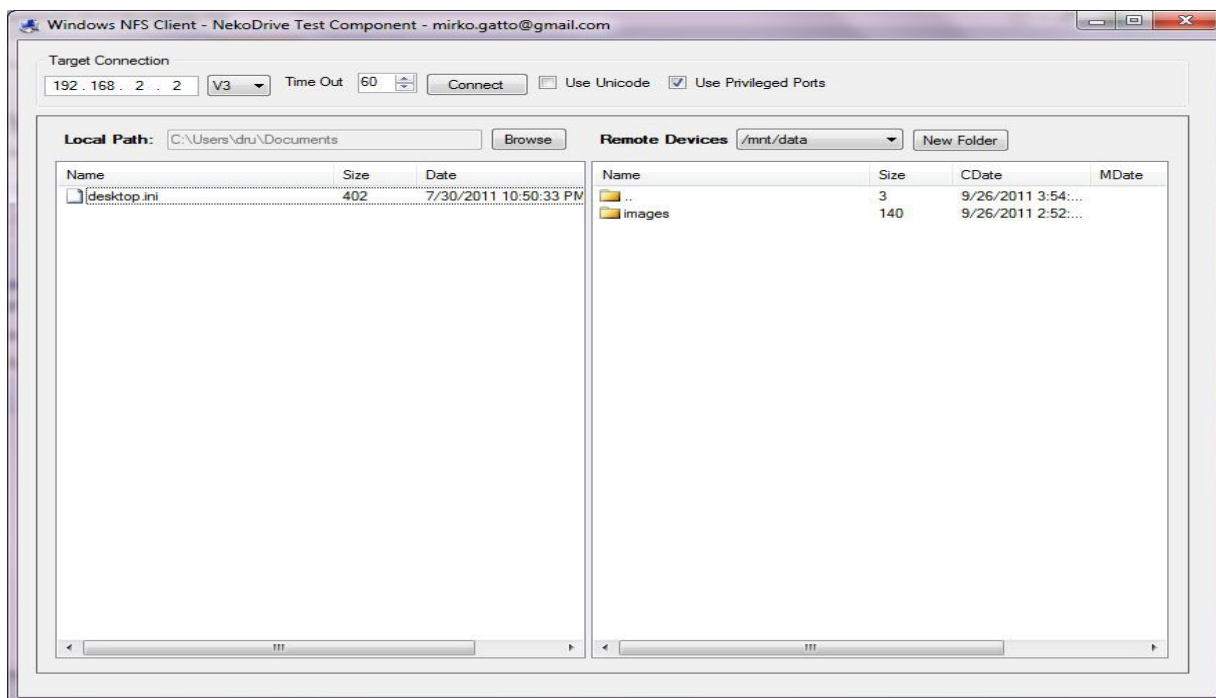 Windows NFS Client - NekoDrive Test Component - mirko.gatto@gmail.com
Target Connection
192 . 168 . 2 . 2 V3 Time Out 60 Connect Use Unicode Use Privileged Ports
Local Path: C:\Users\dru\Documents Browse Remote Devices /mnt/data New Folder
Name Size Date Name Size CDate MDate
desktop.ini 402 7/30/2011 10:50:33 PM .. 3 9/26/2011 3:54:...
images 140 9/26/2011 2:52:...